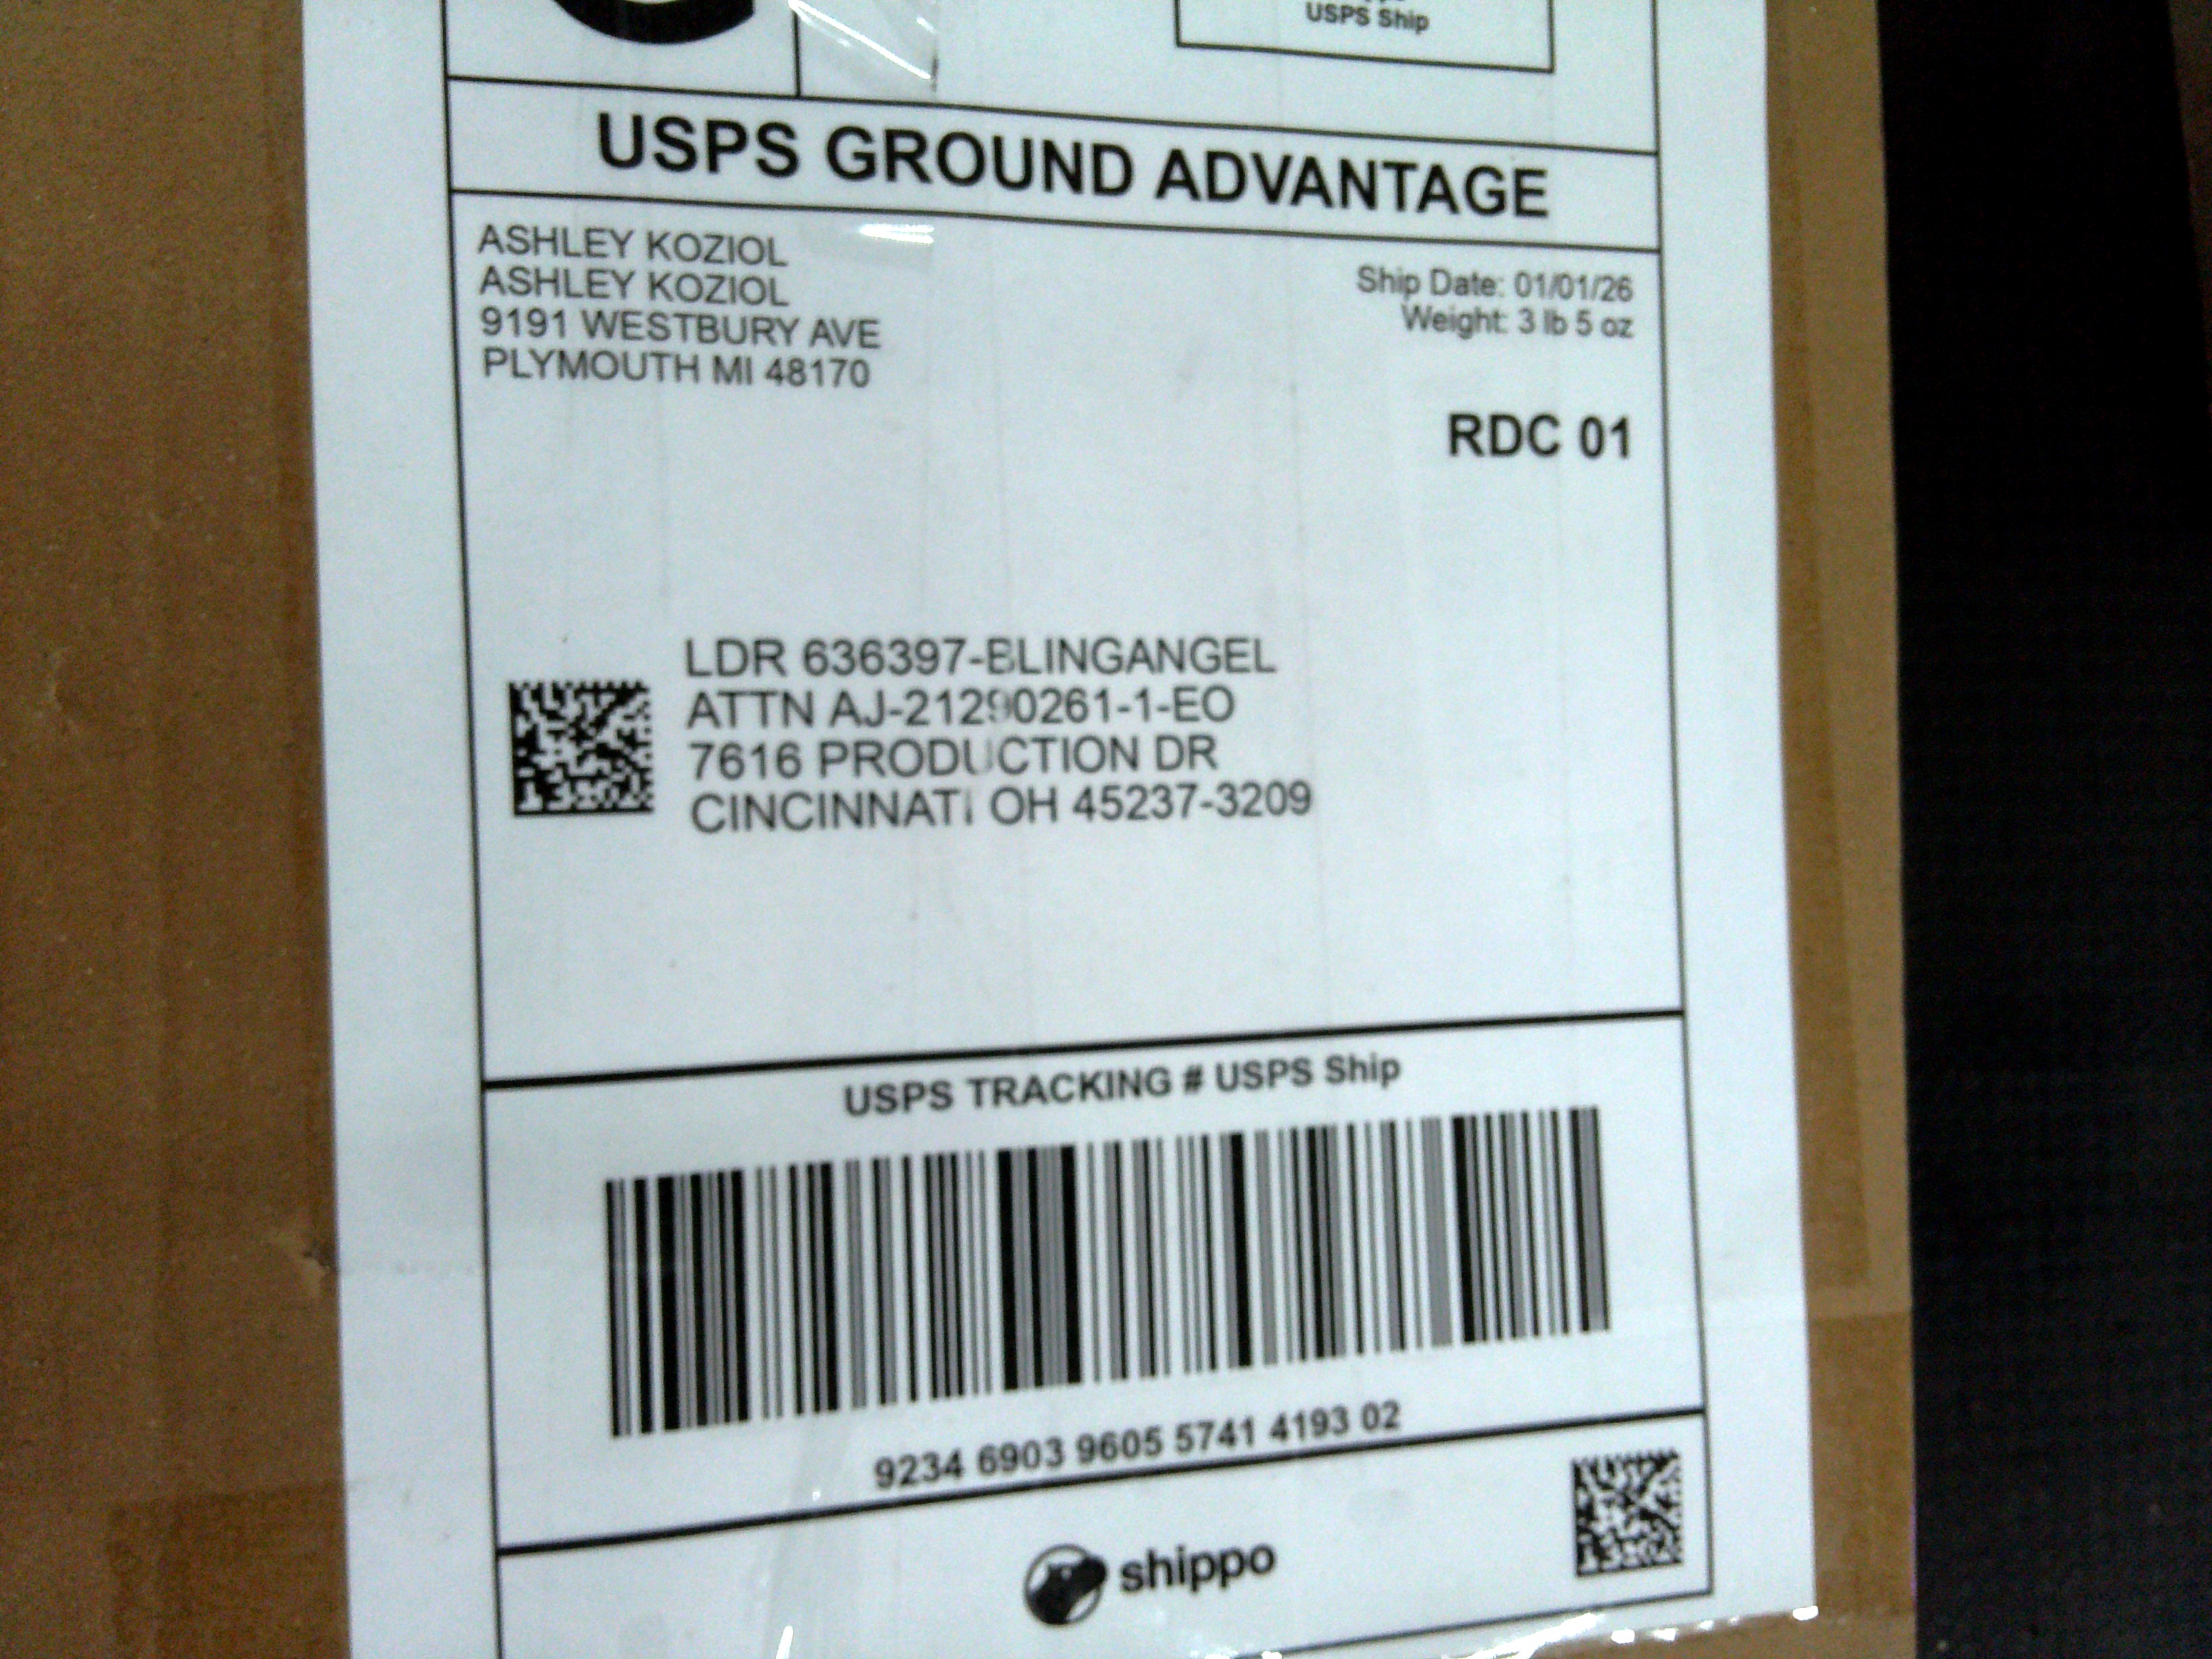 USPS Ship
USPS GROUND ADVANTAGE
ASHLEY KOZIOL
ASHLEY KOZIOL
9191 WESTBURY AVE
PLYMOUTH MI 48170
Ship Date: 01/01/26
Weight: 3 lb 5 oz
RDC 01
LDR 636397-BLINGANGEL
ATTN AJ-21290261-1-EO
7616 PRODUCTION DR
CINCINNATI OH 45237-3209
USPS TRACKING # USPS Ship
9234 6903 9605 5741 4193 02
shippo